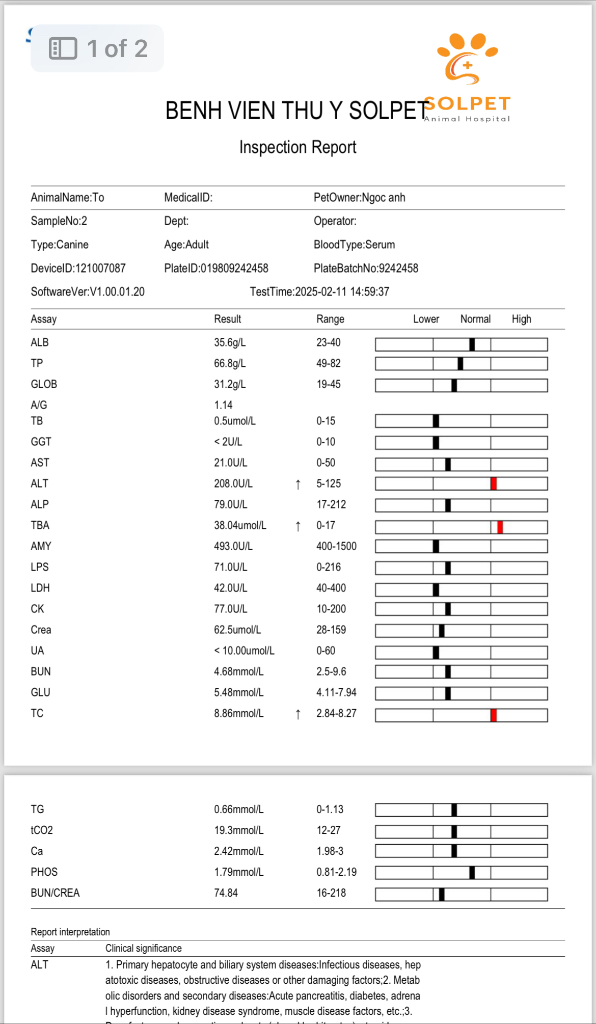 1 of 2
SOLPET
Animal Hospital
BENH VIEN THU Y SOLPET
Inspection Report
AnimalName:To MedicalID: PetOwner:Ngoc anh
SampleNo:2 Dept: Operator:
Type:Canine Age:Adult BloodType:Serum
DeviceID:121007087 PlateID:019809242458 PlateBatchNo:9242458
SoftwareVer:V1.00.01.20 TestTime:2025-02-11 14:59:37
Assay Result Range Lower Normal High
ALB 35.6g/L 23-40
TP 66.8g/L 49-82
GLOB 31.2g/L 19-45
A/G 1.14
TB 0.5umol/L 0-15
GGT < 2U/L 0-10
AST 21.0U/L 0-50
ALT 208.0U/L ↑ 5-125
ALP 79.0U/L 17-212
TBA 38.04umol/L ↑ 0-17
AMY 493.0U/L 400-1500
LPS 71.0U/L 0-216
LDH 42.0U/L 40-400
CK 77.0U/L 10-200
Crea 62.5umol/L 28-159
UA < 10.00umol/L 0-60
BUN 4.68mmol/L 2.5-9.6
GLU 5.48mmol/L 4.11-7.94
TC 8.86mmol/L ↑ 2.84-8.27
TG 0.66mmol/L 0-1.13
tCO2 19.3mmol/L 12-27
Ca 2.42mmol/L 1.98-3
PHOS 1.79mmol/L 0.81-2.19
BUN/CREA 74.84 16-218
Report interpretation
Assay Clinical significance
ALT 1. Primary hepatocyte and biliary system diseases:Infectious diseases, hep
atotoxic diseases, obstructive diseases or other damaging factors;2. Metab
olic disorders and secondary diseases:Acute pancreatitis, diabetes, adrena
l hyperfunction, kidney disease syndrome, muscle disease factors, etc.;3.